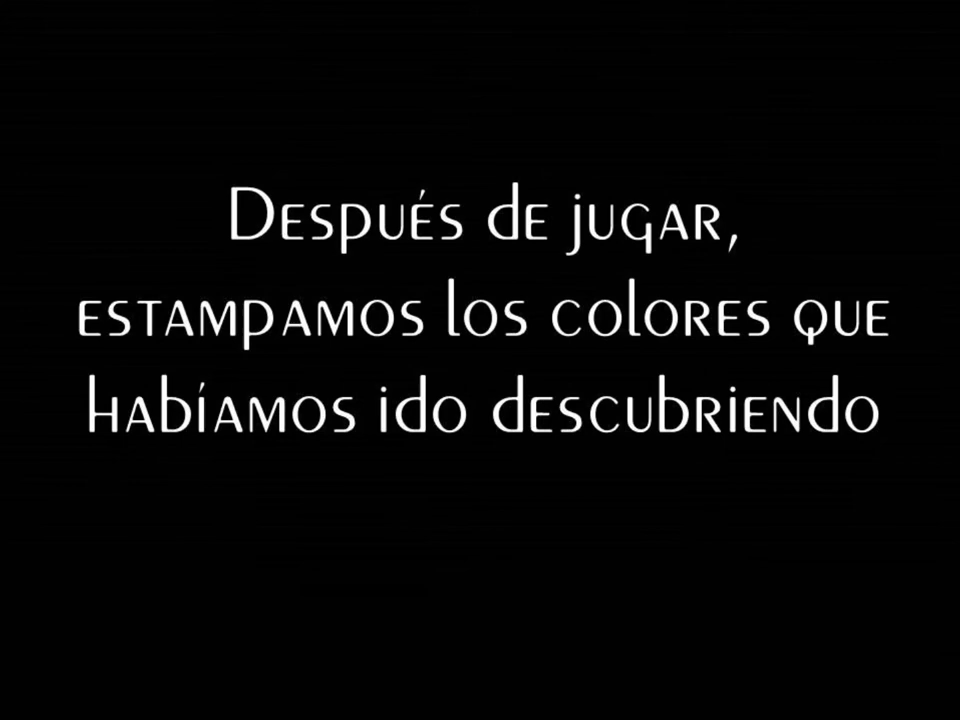 Después de jugar,
estampamos los colores que
habíamos ido descubriendo